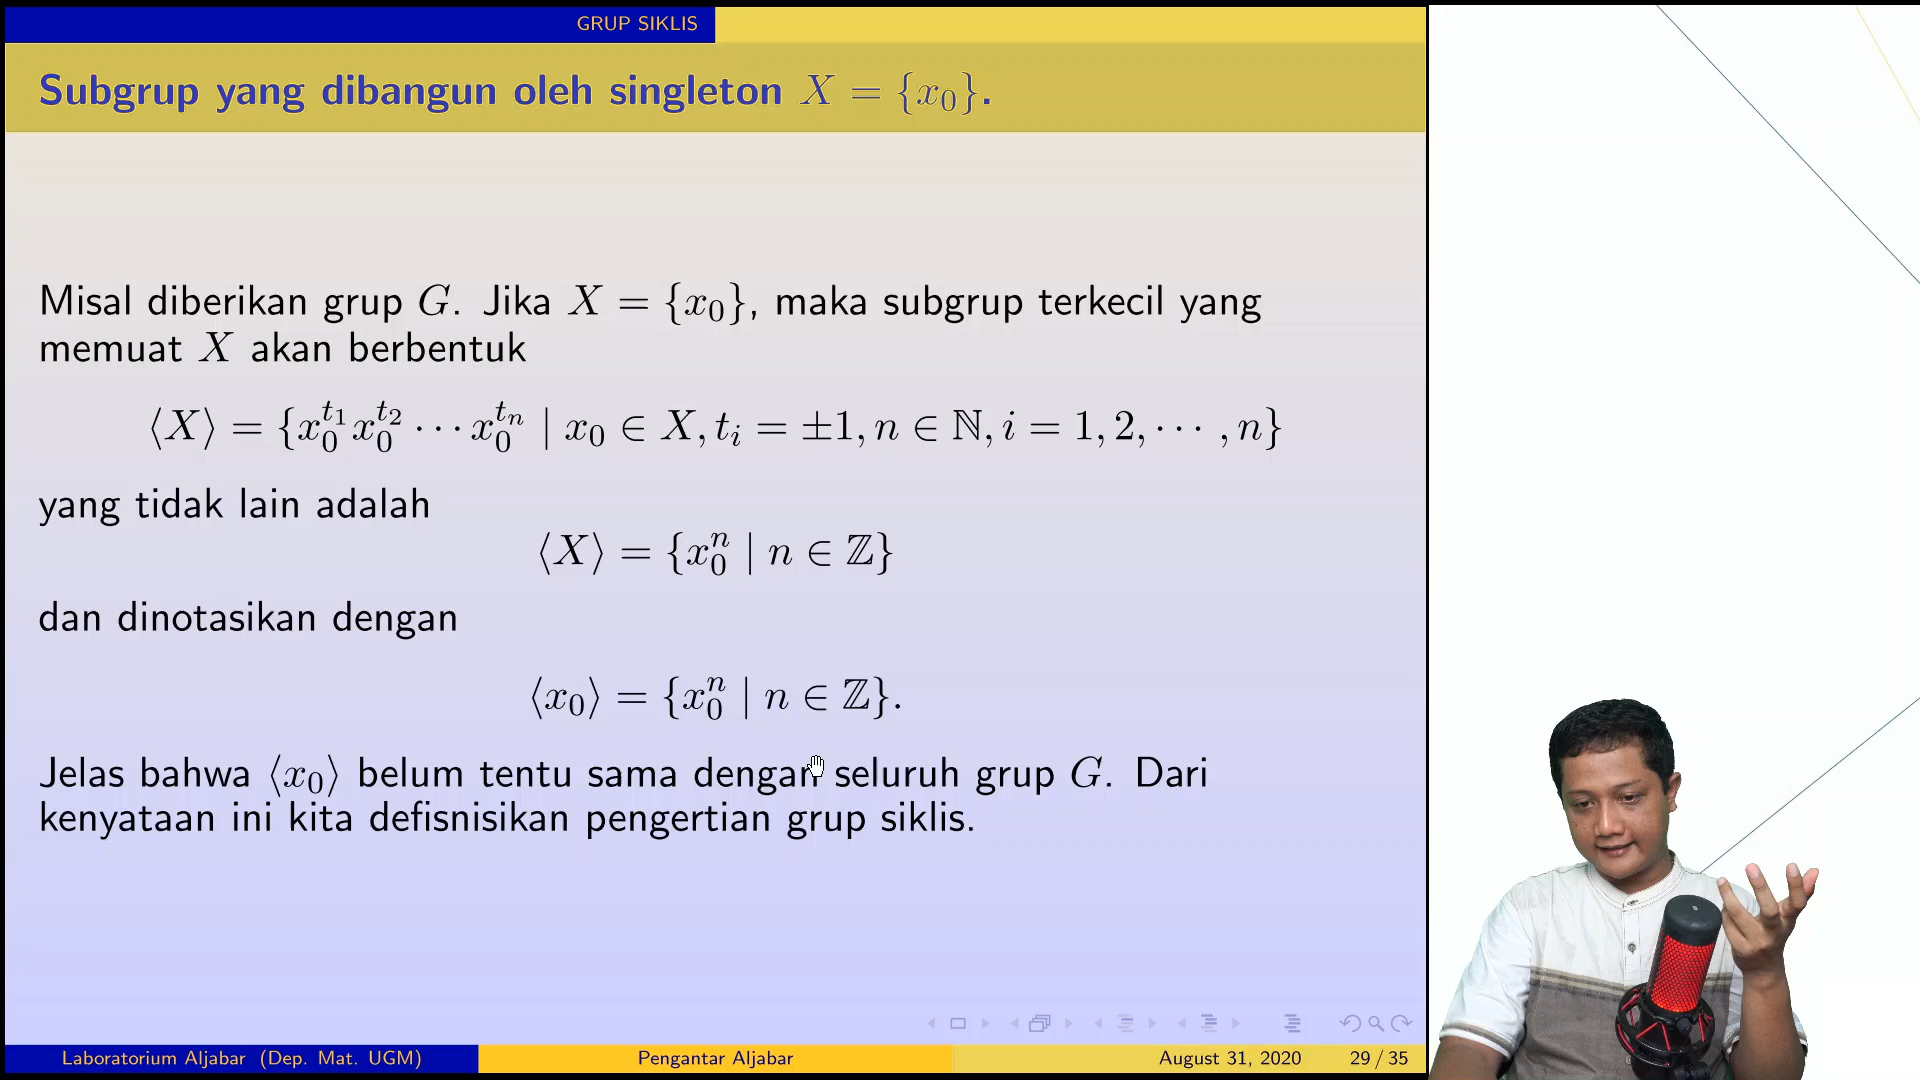 GRUP SIKLIS
Subgrup yang dibangun oleh singleton X = {x₀}.
Misal diberikan grup G. Jika X = {x₀}, maka subgrup terkecil yang
memuat X akan berbentuk
⟨X⟩ = {x₀^{t₁} x₀^{t₂} ⋯ x₀^{tₙ} | x₀ ∈ X, tᵢ = ±1, n ∈ ℕ, i = 1, 2, ⋯ , n}
yang tidak lain adalah
⟨X⟩ = {x₀ⁿ | n ∈ ℤ}
dan dinotasikan dengan
⟨x₀⟩ = {x₀ⁿ | n ∈ ℤ}.
Jelas bahwa ⟨x₀⟩ belum tentu sama dengan seluruh grup G. Dari
kenyataan ini kita defisnisikan pengertian grup siklis.
Laboratorium Aljabar (Dep. Mat. UGM) Pengantar Aljabar August 31, 2020 29 / 35